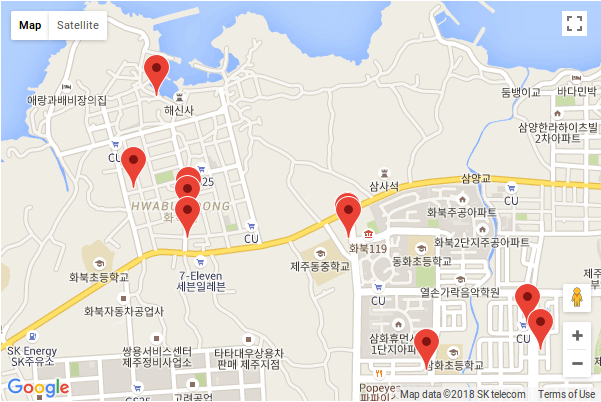 Map Satellite
애랑과배비장의집
해신사
CU
둠뱅이교
바다민박
삼양한라하이츠빌
2차아파트
삼사석
삼양교
CU
HWABUK
화북주공아파트
CU
화북119
화북2단지주공아파트
제주동중학교
동화초등학교
화북초등학교
7-Eleven
세븐일레븐
CU
열손가락음악학원
화북자동차공업사
CU
SK Energy
SK주유소
쌍용서비스센터
제주정비사업소
타타대우상용차
판매 제주지점
삼화휴먼시
1단지아파
삼화초등학교
Google
GS25
고려공업
Popeyes
파파이
Map data ©2018 SK telecom Terms of Use